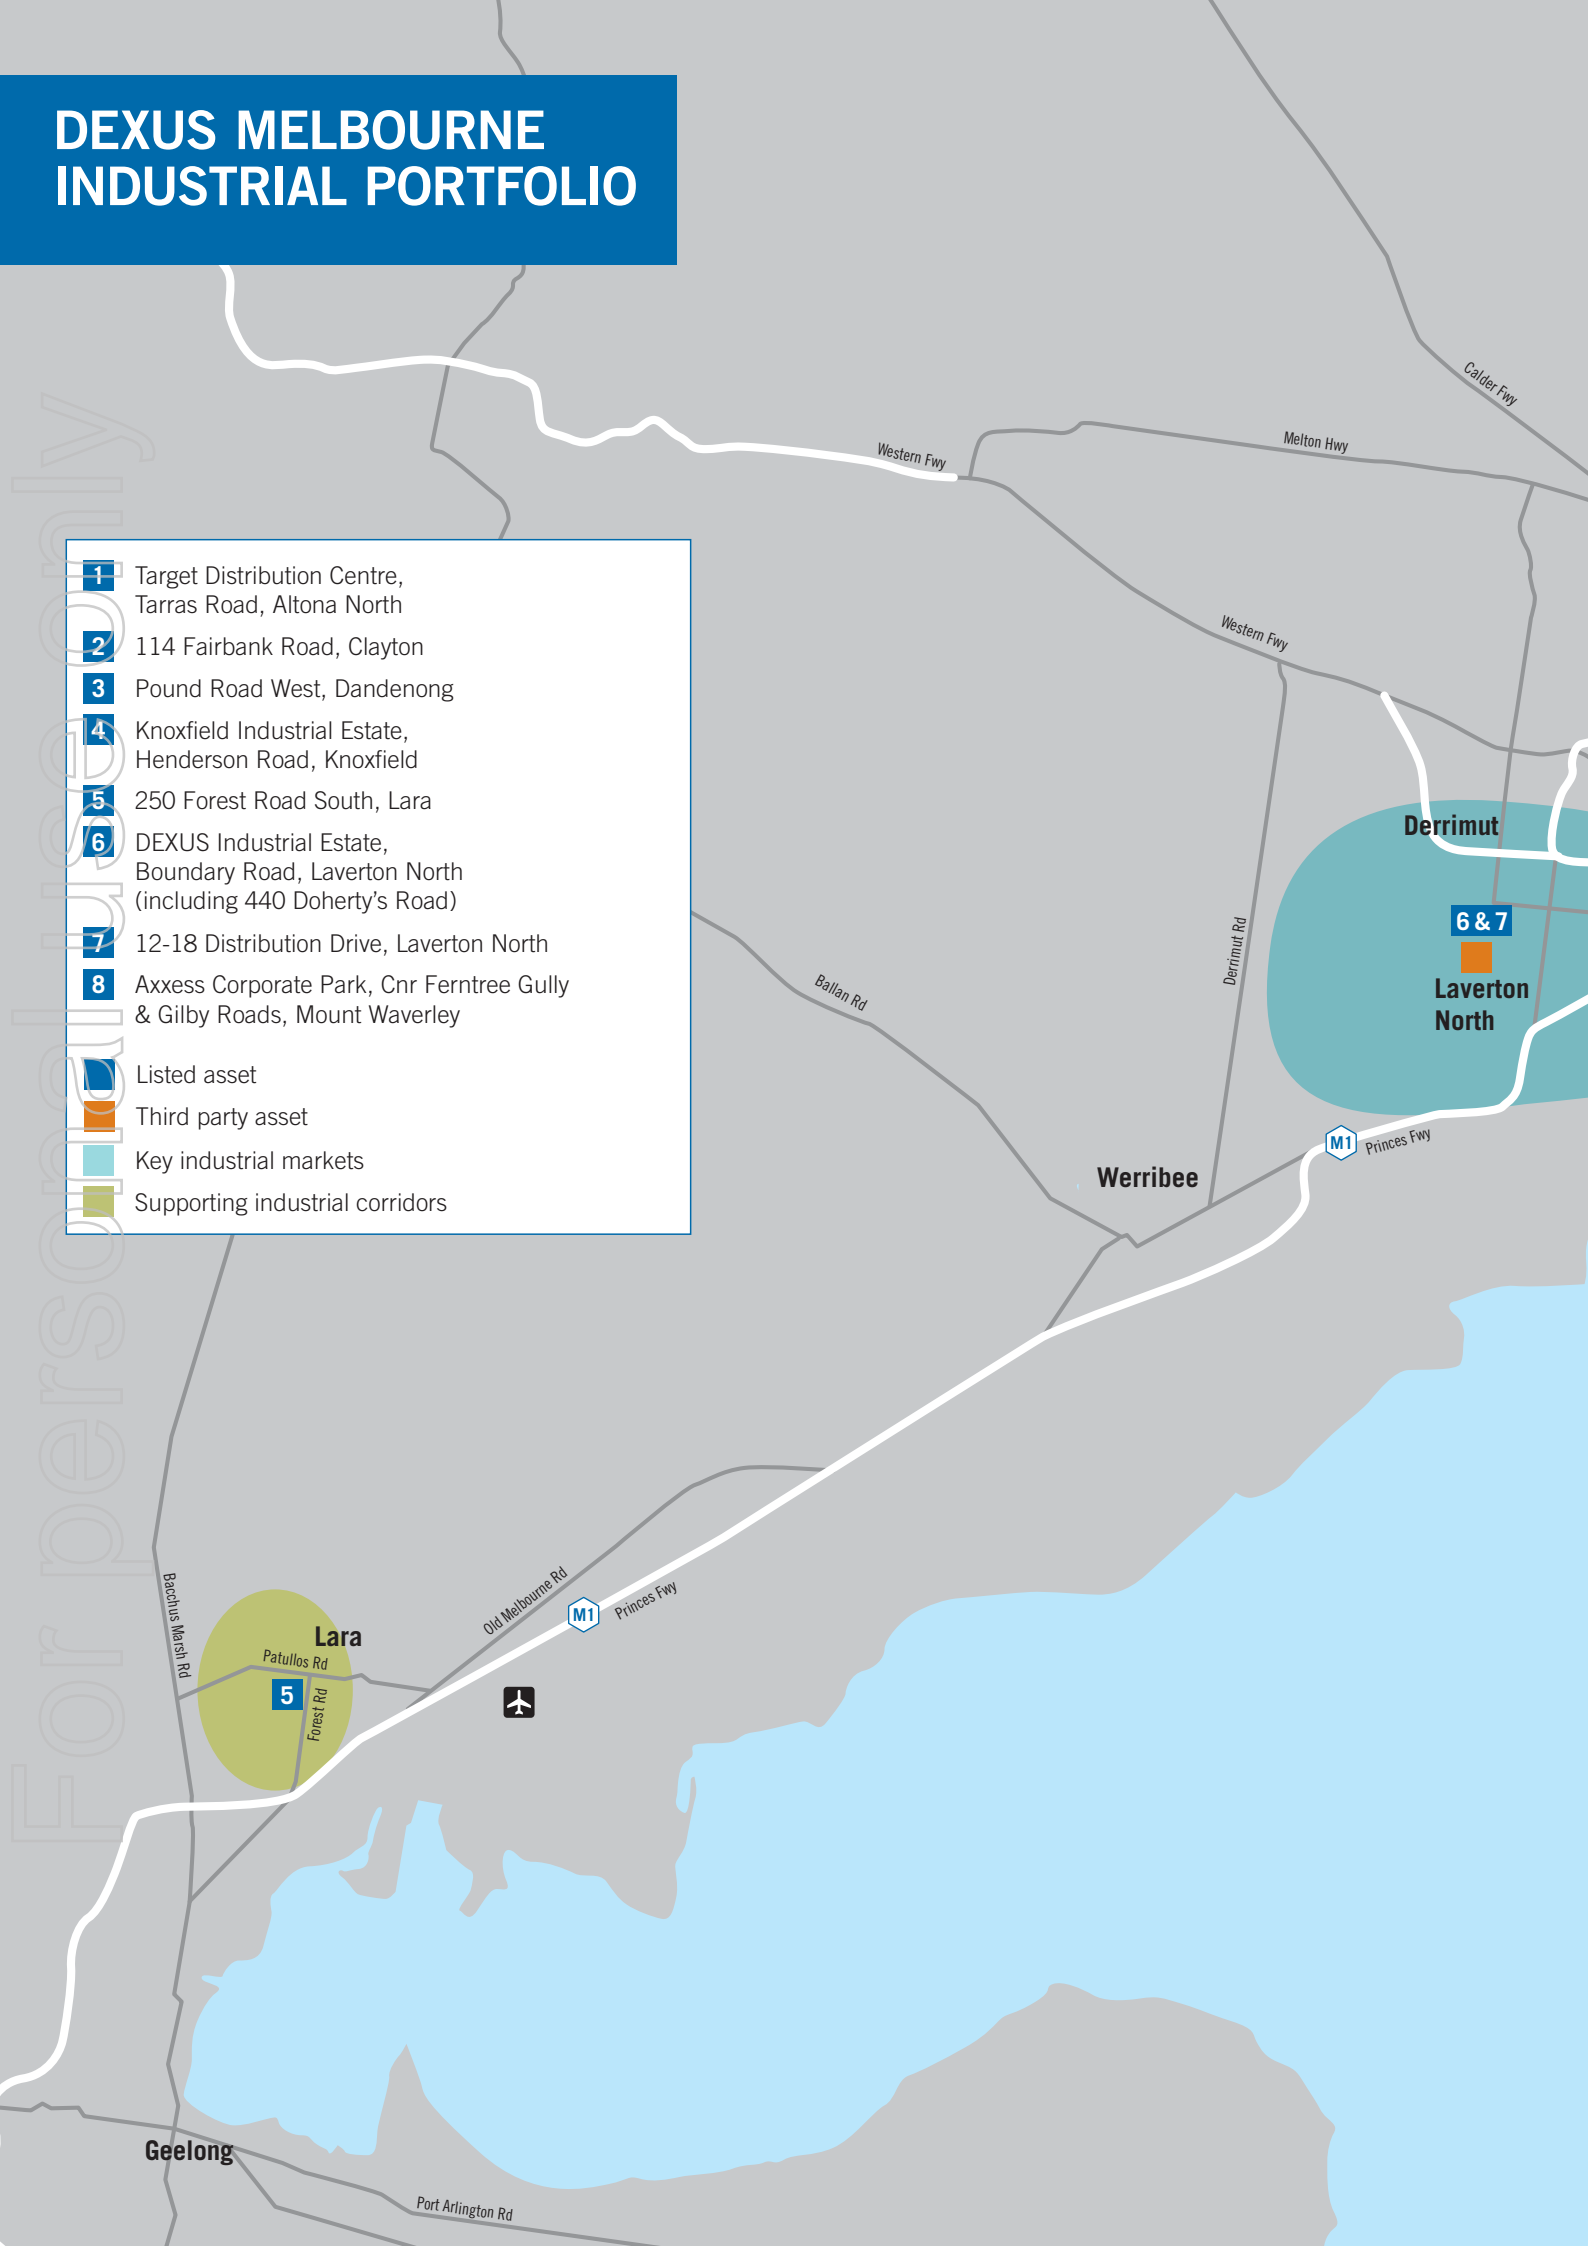 DEXUS MELBOURNE
INDUSTRIAL PORTFOLIO
Calder Fwy
Melton Hwy
Western Fwy
Western Fwy
1 Target Distribution Centre,
Tarras Road, Altona North
2 114 Fairbank Road, Clayton
3 Pound Road West, Dandenong
4 Knoxfield Industrial Estate,
Henderson Road, Knoxfield
5 250 Forest Road South, Lara
6 DEXUS Industrial Estate,
Boundary Road, Laverton North
(including 440 Doherty's Road)
7 12-18 Distribution Drive, Laverton North
8 Axxess Corporate Park, Cnr Ferntree Gully
& Gilby Roads, Mount Waverley
Listed asset
Third party asset
Key industrial markets
Supporting industrial corridors
For personal use only
Derrimut
6 & 7
Laverton
North
Derrimut Rd
Ballan Rd
M1
Princes Fwy
Werribee
Bacchus Marsh Rd
Old Melbourne Rd
M1
Princes Fwy
Lara
Patullos Rd
5
Forest Rd
Geelong
Port Arlington Rd